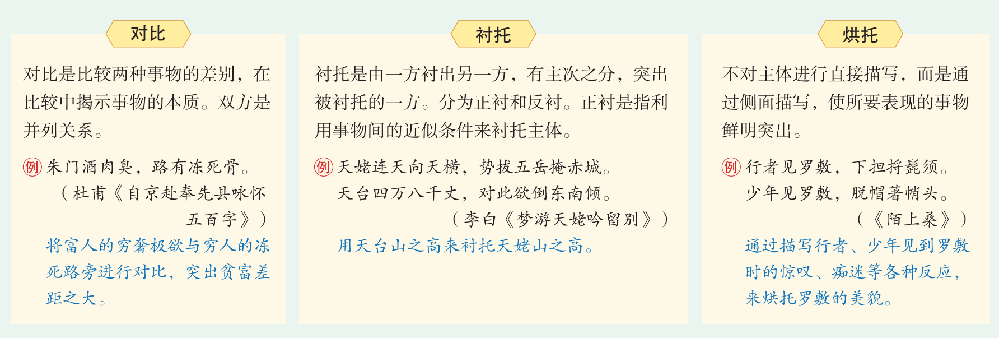 对比
对比是比较两种事物的差别，在
比较中揭示事物的本质。双方是
并列关系。
例 朱门酒肉臭，路有冻死骨。
（杜甫《自京赴奉先县咏怀
五百字》）
将富人的穷奢极欲与穷人的冻
死路旁进行对比，突出贫富差
距之大。
衬托
衬托是由一方衬出另一方，有主次之分，突出
被衬托的一方。分为正衬和反衬。正衬是指利
用事物间的近似条件来衬托主体。
例 天姥连天向天横，势拔五岳掩赤城。
天台四万八千丈，对此欲倒东南倾。
（李白《梦游天姥吟留别》）
用天台山之高来衬托天姥山之高。
烘托
不对主体进行直接描写，而是通
过侧面描写，使所要表现的事物
鲜明突出。
例 行者见罗敷，下担捋髭须。
少年见罗敷，脱帽著帩头。
（《陌上桑》）
通过描写行者、少年见到罗敷
时的惊叹、痴迷等各种反应，
来烘托罗敷的美貌。